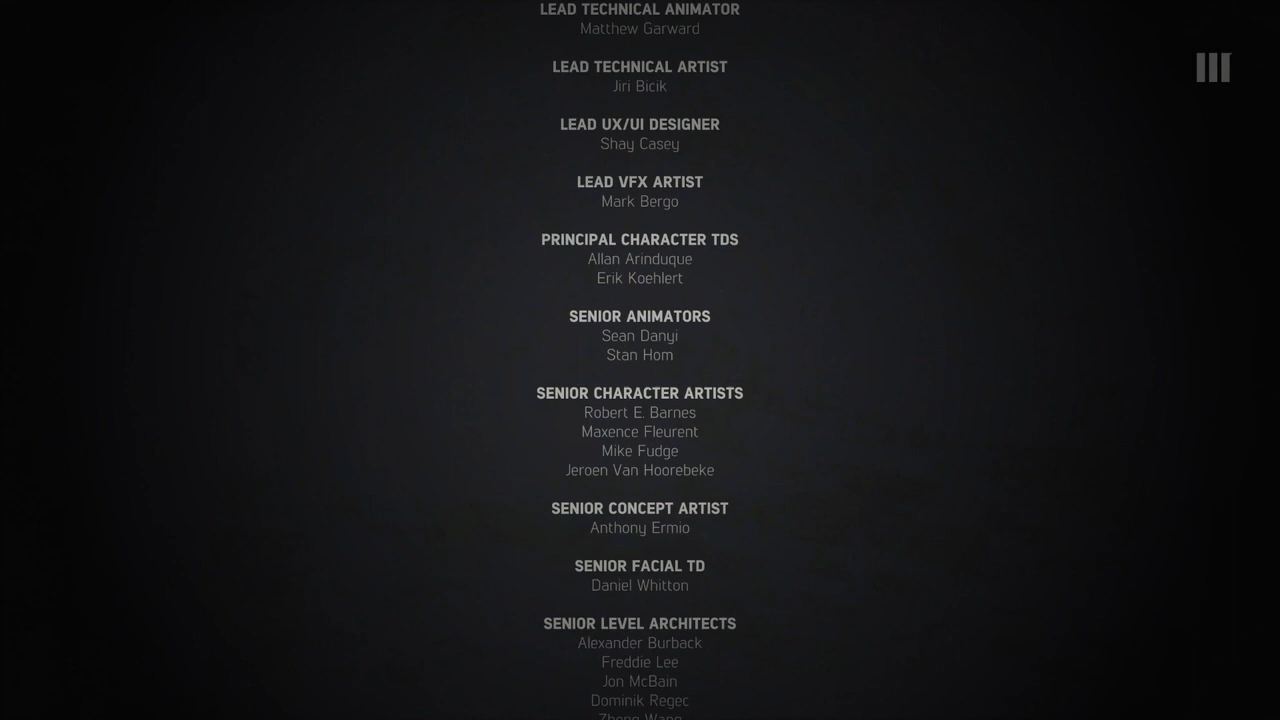 LEAD TECHNICAL ANIMATOR
Matthew Garward
LEAD TECHNICAL ARTIST
Jiri Bicik
LEAD UX/UI DESIGNER
Shay Casey
LEAD VFX ARTIST
Mark Bergo
PRINCIPAL CHARACTER TDS
Allan Arinduque
Erik Koehlert
SENIOR ANIMATORS
Sean Danyi
Stan Hom
SENIOR CHARACTER ARTISTS
Robert E. Barnes
Maxence Fleurent
Mike Fudge
Jeroen Van Hoorebeke
SENIOR CONCEPT ARTIST
Anthony Ermio
SENIOR FACIAL TD
Daniel Whitton
SENIOR LEVEL ARCHITECTS
Alexander Burback
Freddie Lee
Jon McBain
Dominik Regec